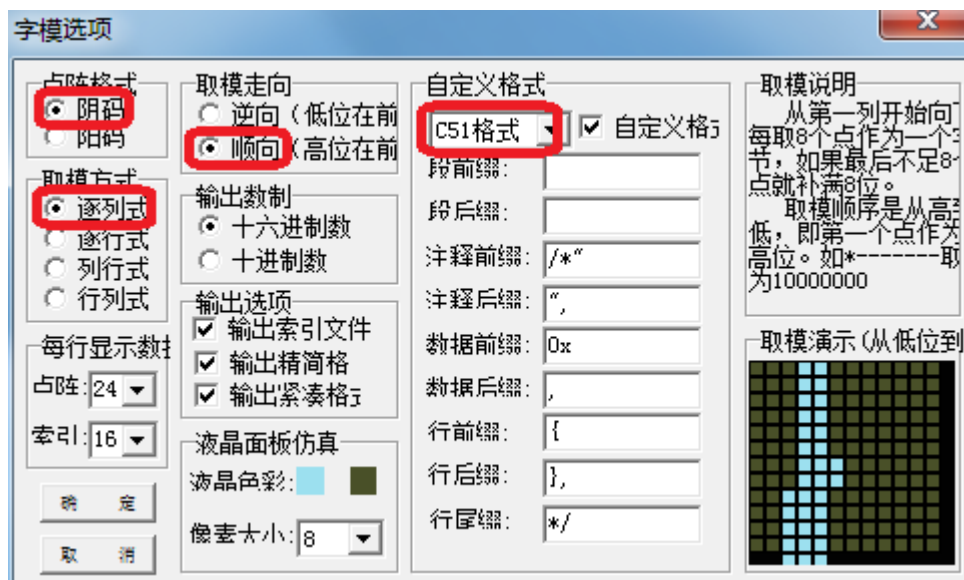 字模选项
x
点阵格式
阴码
阳码
取模方式
逐列式
逐行式
列行式
行列式
每行显示数据
点阵: 24
索引: 16
确 定
取 消
取模走向
逆向(低位在前
顺向(高位在前
输出数制
十六进制数
十进制数
输出选项
输出索引文件
输出精简格
输出紧凑格式
液晶面板仿真
液晶色彩:
像素大小: 8
自定义格式
C51格式 自定义格式
段前缀:
段后缀:
注释前缀: /*"
注释后缀: ",
数据前缀: 0x
数据后缀: ,
行前缀: {
行后缀: },
行尾缀: */
取模说明
从第一列开始向下
每取8个点作为一个字
节,如果最后不足8个
点就补满8位。
取模顺序是从高到
低,即第一个点作为
高位。如*-------取
为10000000
取模演示(从低位到